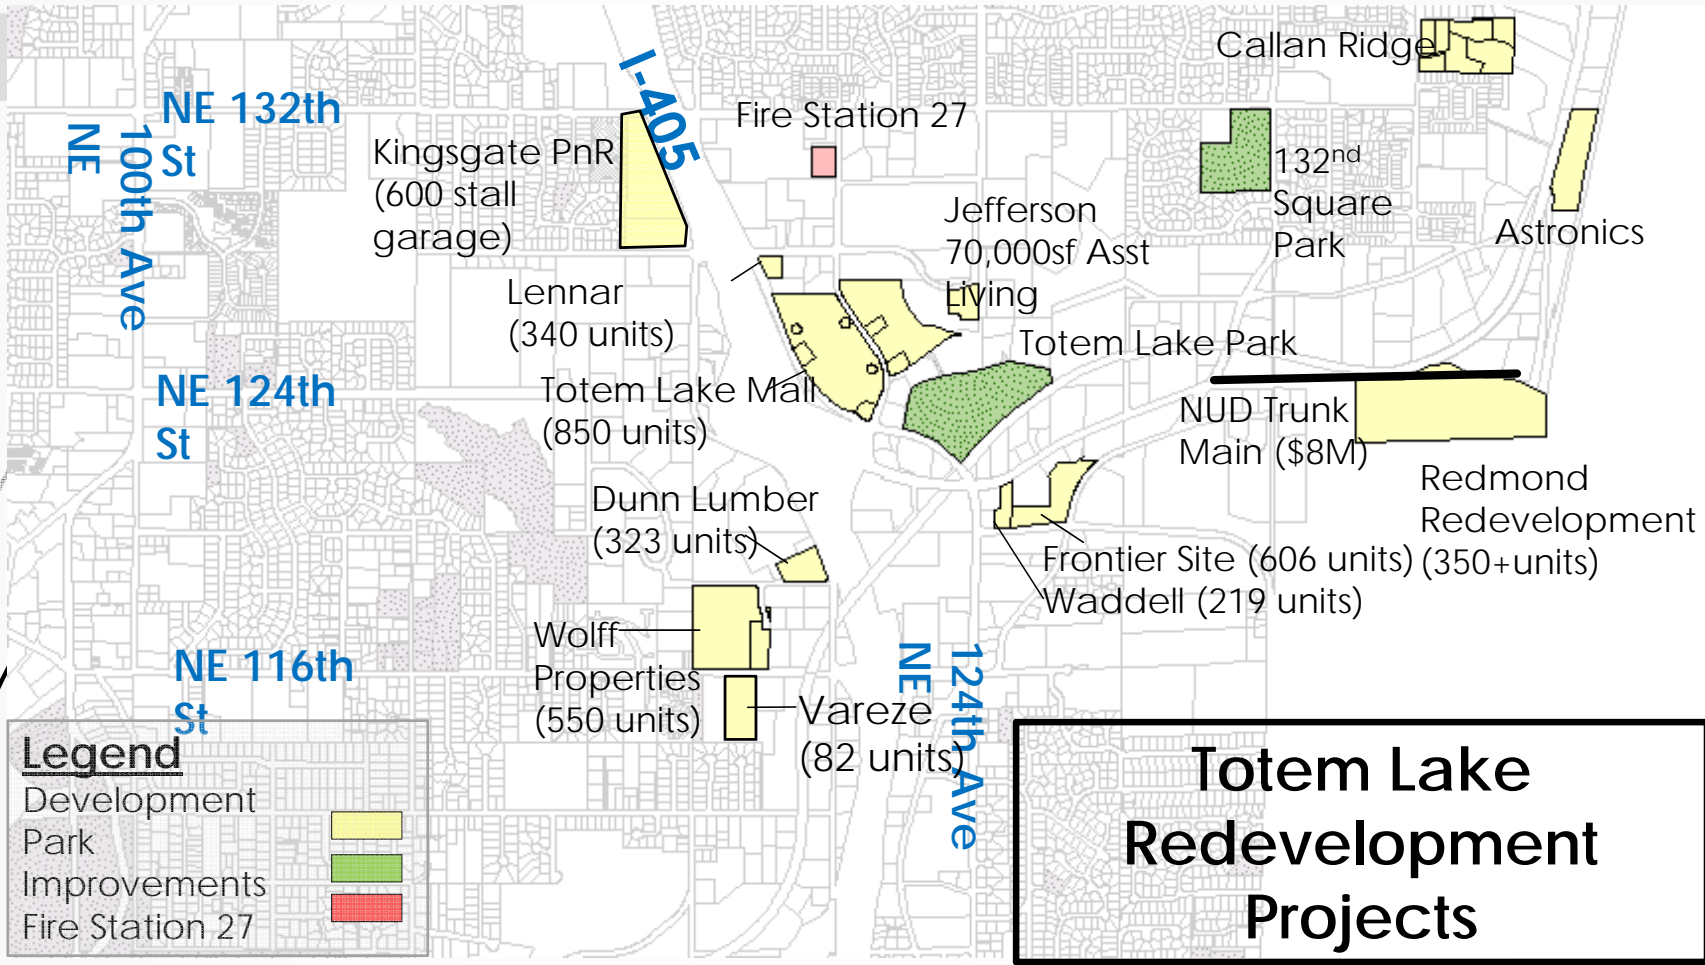 Callan Ridge
I-405
NE 132th
St
Fire Station 27
100th Ave
NE
Kingsgate PnR
(600 stall
garage)
132nd
Square
Park
Jefferson
70,000sf Asst
Living
Astronics
Lennar
(340 units)
Totem Lake Park
NE 124th
St
Totem Lake Mall
(850 units)
NUD Trunk
Main ($8M)
Redmond
Redevelopment
(350+units)
Dunn Lumber
(323 units)
Frontier Site (606 units)
Waddell (219 units)
Wolff
Properties
(550 units)
NE 116th
St
124th Ave
NE
Vareze
(82 units)
Legend
Development
Park
Improvements
Fire Station 27
Totem Lake
Redevelopment
Projects